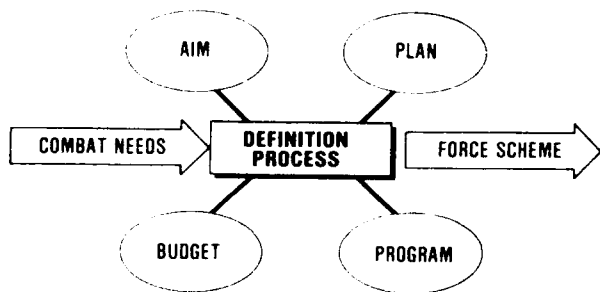 AIM
PLAN
COMBAT NEEDS
DEFINITION
PROCESS
FORCE SCHEME
BUDGET
PROGRAM